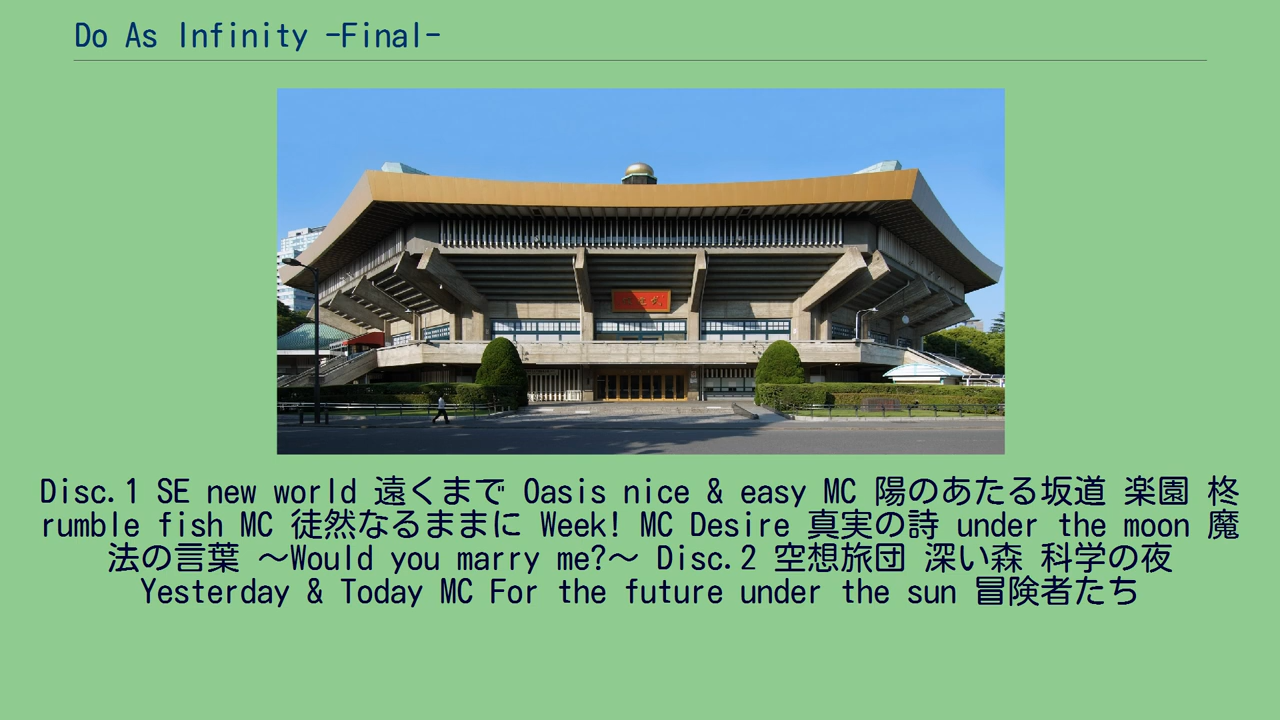 Do As Infinity -Final-
Disc.1 SE new world 遠くまで Oasis nice & easy MC 陽のあたる坂道 楽園 柊
rumble fish MC 徒然なるままに Week! MC Desire 真実の詩 under the moon 魔
法の言葉 〜Would you marry me?〜 Disc.2 空想旅団 深い森 科学の夜
Yesterday & Today MC For the future under the sun 冒険者たち